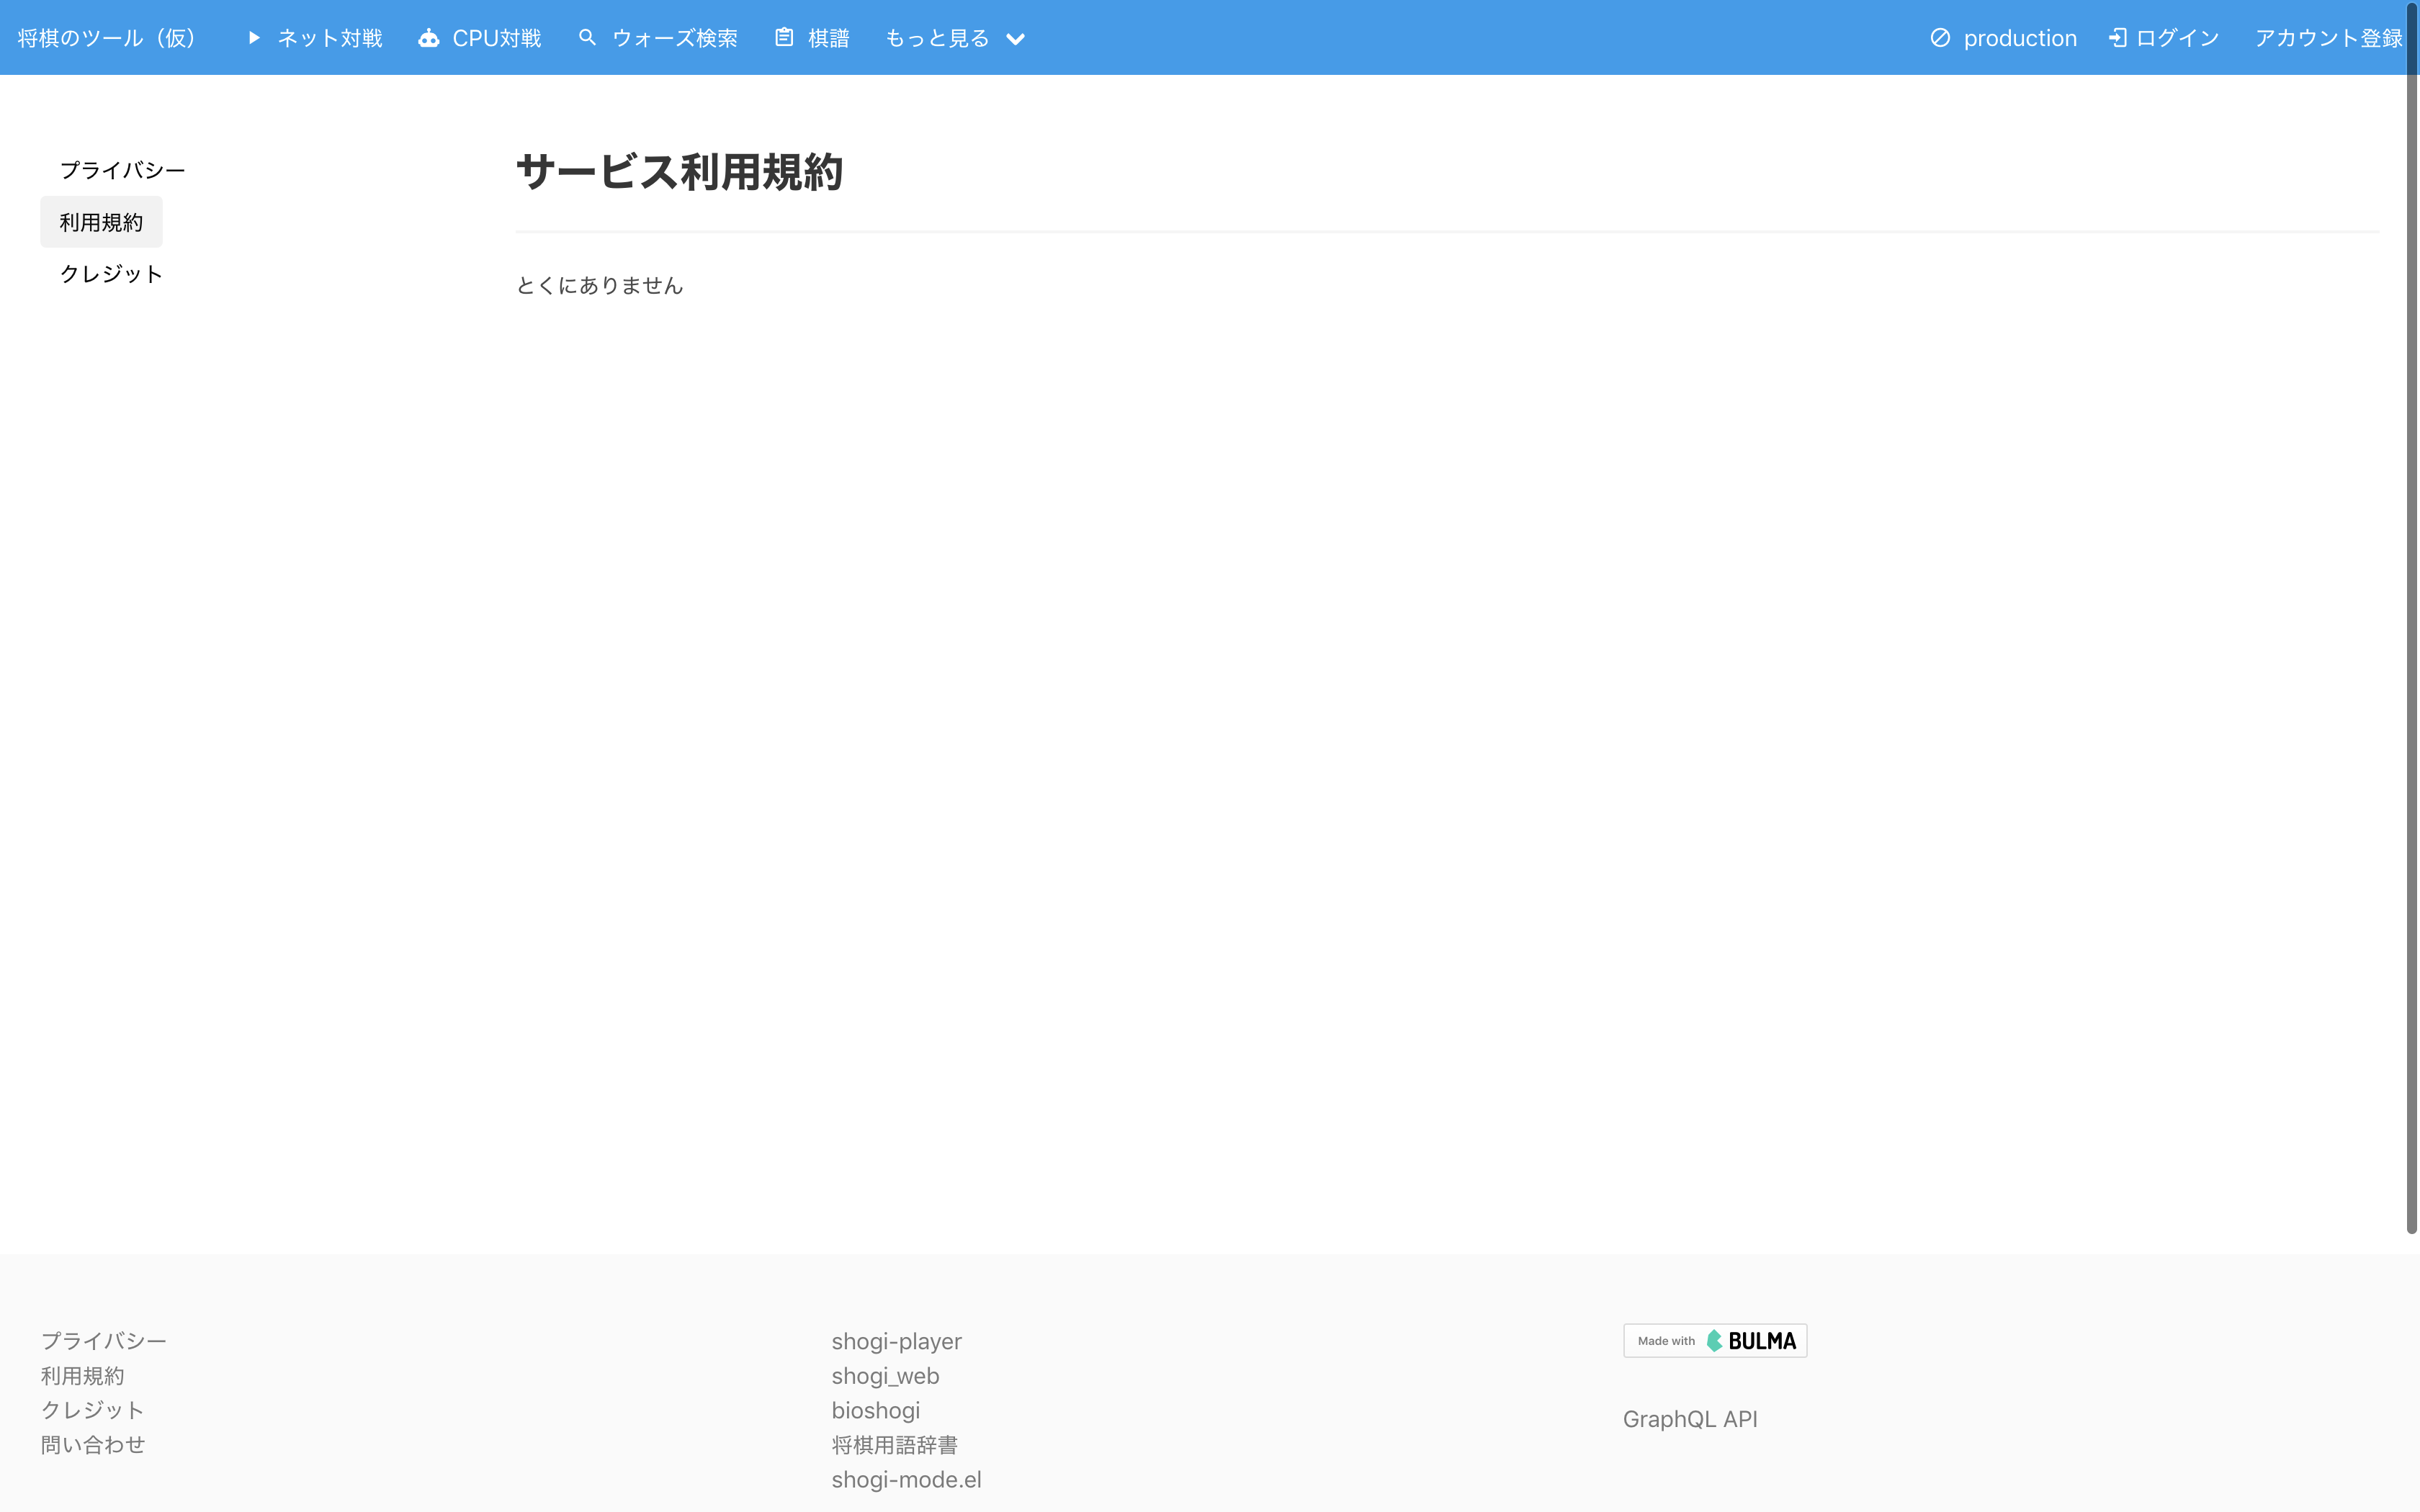 将棋のツール（仮） ネット対戦 CPU対戦 ウォーズ検索 棋譜 もっと見る production ログイン アカウント登録
プライバシー
利用規約
クレジット
サービス利用規約
とくにありません
プライバシー
利用規約
クレジット
問い合わせ
shogi-player
shogi_web
bioshogi
将棋用語辞書
shogi-mode.el
Made with BULMA
GraphQL API